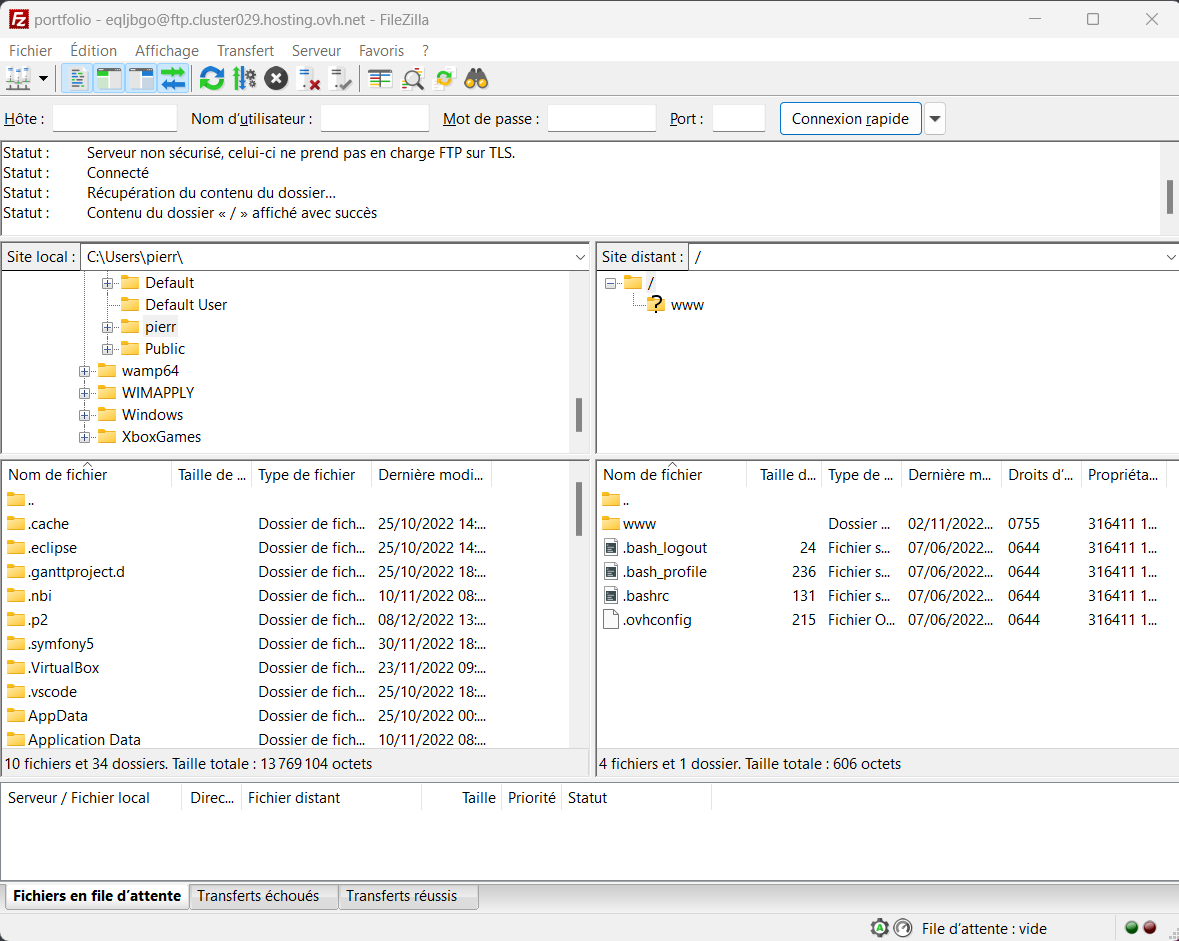 portfolio - eqljbgo@ftp.cluster029.hosting.ovh.net - FileZilla
Fichier Édition Affichage Transfert Serveur Favoris ?
Hôte : Nom d'utilisateur : Mot de passe : Port : Connexion rapide
Statut : Serveur non sécurisé, celui-ci ne prend pas en charge FTP sur TLS.
Statut : Connecté
Statut : Récupération du contenu du dossier...
Statut : Contenu du dossier « / » affiché avec succès
Site local : C:\Users\pierr\
Default
Default User
pierr
Public
wamp64
WIMAPPLY
Windows
XboxGames
Site distant : /
/
www
Nom de fichier Taille de ... Type de fichier Dernière modi...
..
.cache Dossier de fich... 25/10/2022 14:...
.eclipse Dossier de fich... 25/10/2022 14:...
.ganttproject.d Dossier de fich... 25/10/2022 18:...
.nbi Dossier de fich... 10/11/2022 08:...
.p2 Dossier de fich... 08/12/2022 13:...
.symfony5 Dossier de fich... 30/11/2022 18:...
.VirtualBox Dossier de fich... 23/11/2022 09:...
.vscode Dossier de fich... 25/10/2022 18:...
AppData Dossier de fich... 25/10/2022 00:...
Application Data Dossier de fich... 10/11/2022 08:...
10 fichiers et 34 dossiers. Taille totale : 13 769 104 octets
Nom de fichier Taille d... Type de ... Dernière m... Droits d'... Propriéta...
..
www Dossier ... 02/11/2022... 0755 316411 1...
.bash_logout 24 Fichier s... 07/06/2022... 0644 316411 1...
.bash_profile 236 Fichier s... 07/06/2022... 0644 316411 1...
.bashrc 131 Fichier s... 07/06/2022... 0644 316411 1...
.ovhconfig 215 Fichier O... 07/06/2022... 0644 316411 1...
4 fichiers et 1 dossier. Taille totale : 606 octets
Serveur / Fichier local Direc... Fichier distant Taille Priorité Statut
Fichiers en file d'attente Transferts échoués Transferts réussis
File d'attente : vide